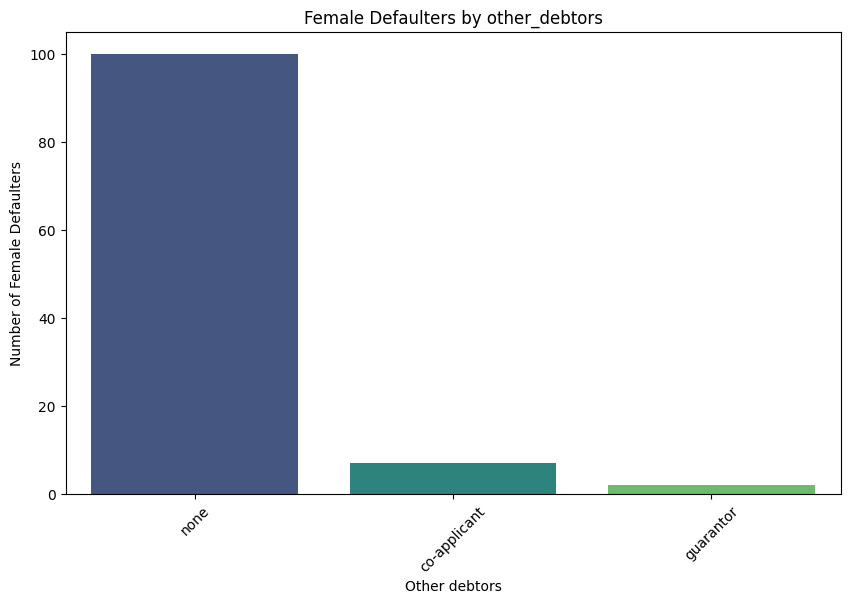 Female Defaulters by other_debtors
Number of Female Defaulters
100
80
60
40
20
0
none
co-applicant
guarantor
Other debtors